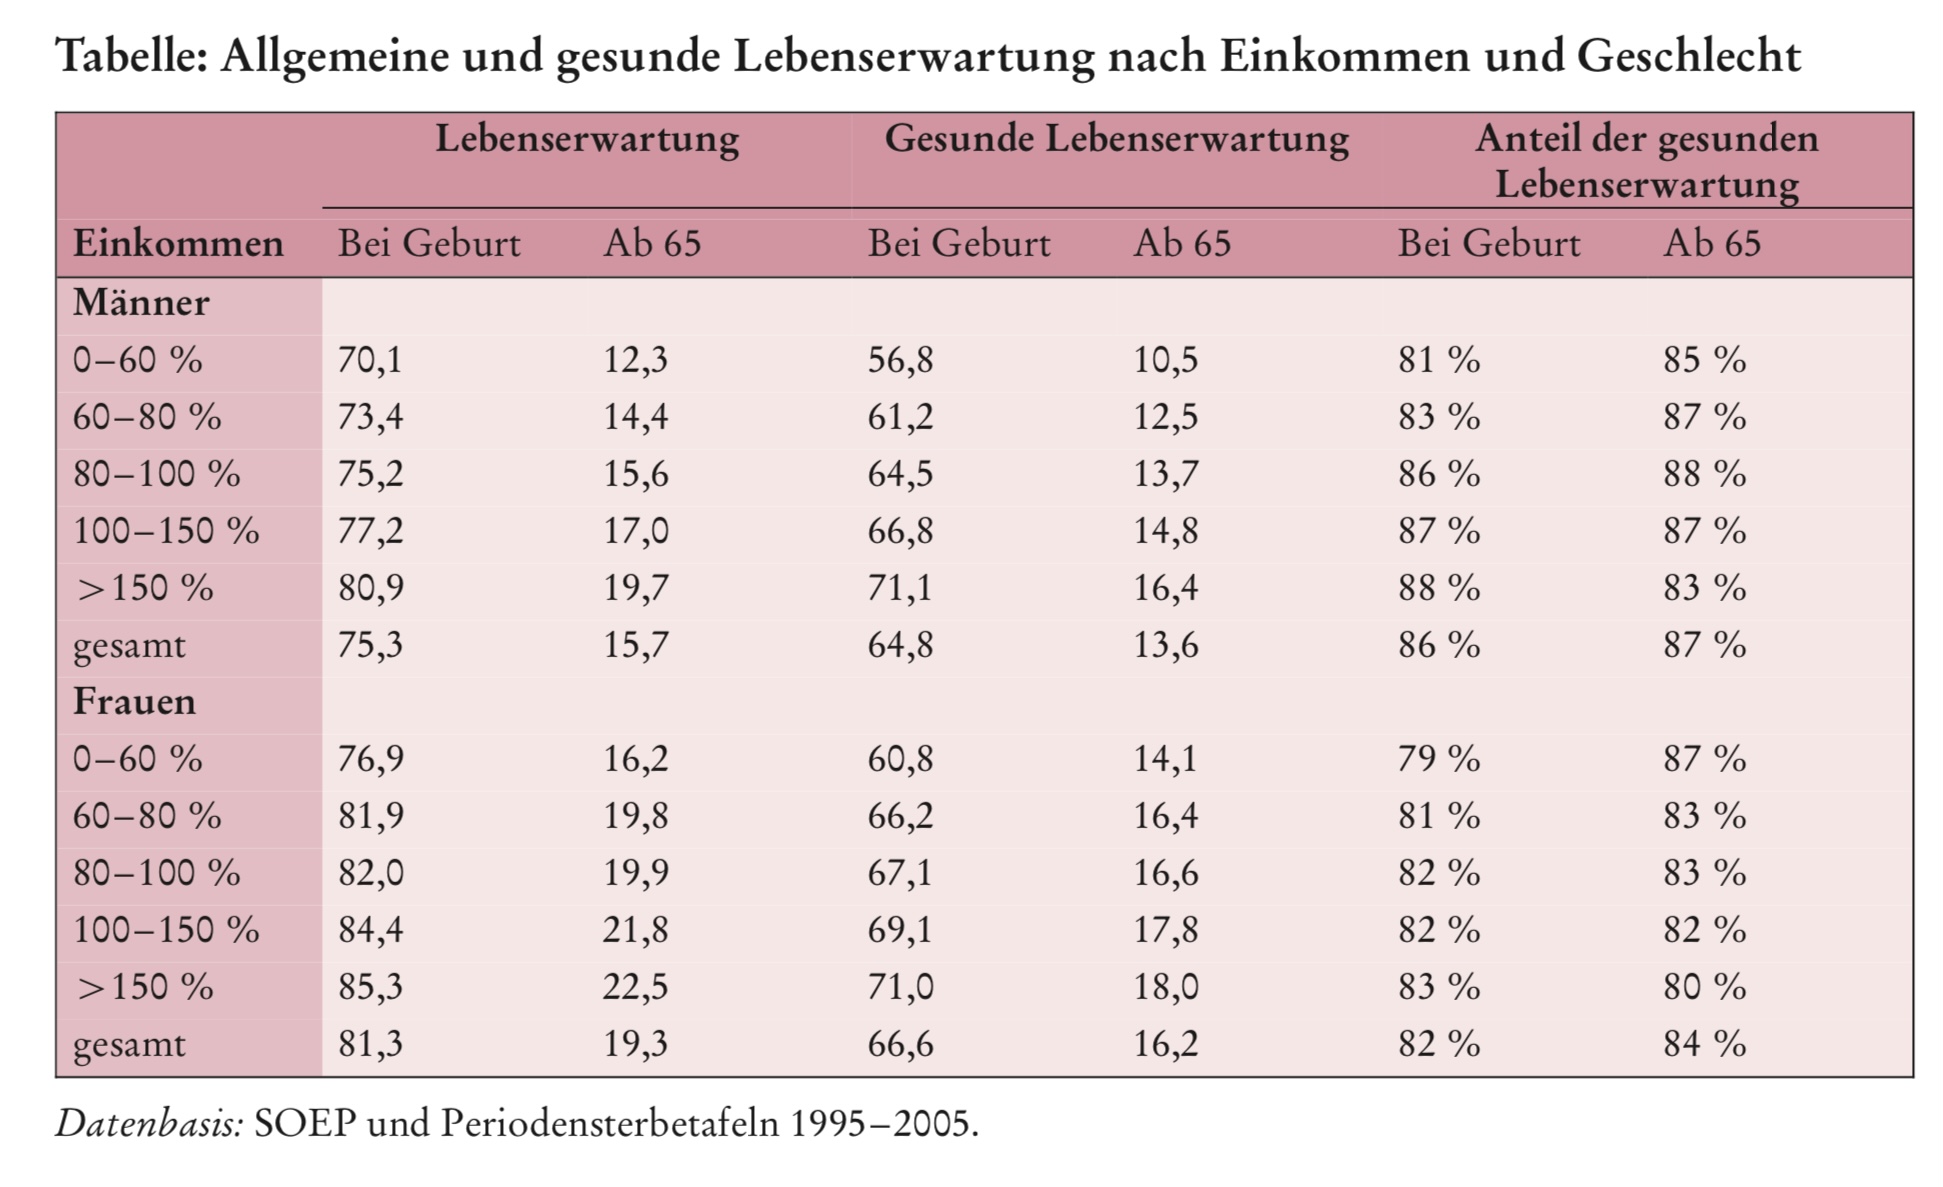 Tabelle: Allgemeine und gesunde Lebenserwartung nach Einkommen und Geschlecht
Lebenserwartung Gesunde Lebenserwartung Anteil der gesunden
Lebenserwartung
Einkommen Bei Geburt Ab 65 Bei Geburt Ab 65 Bei Geburt Ab 65
Männer
0–60 % 70,1 12,3 56,8 10,5 81 % 85 %
60–80 % 73,4 14,4 61,2 12,5 83 % 87 %
80–100 % 75,2 15,6 64,5 13,7 86 % 88 %
100–150 % 77,2 17,0 66,8 14,8 87 % 87 %
>150 % 80,9 19,7 71,1 16,4 88 % 83 %
gesamt 75,3 15,7 64,8 13,6 86 % 87 %
Frauen
0–60 % 76,9 16,2 60,8 14,1 79 % 87 %
60–80 % 81,9 19,8 66,2 16,4 81 % 83 %
80–100 % 82,0 19,9 67,1 16,6 82 % 83 %
100–150 % 84,4 21,8 69,1 17,8 82 % 82 %
>150 % 85,3 22,5 71,0 18,0 83 % 80 %
gesamt 81,3 19,3 66,6 16,2 82 % 84 %
Datenbasis: SOEP und Periodensterbetafeln 1995–2005.